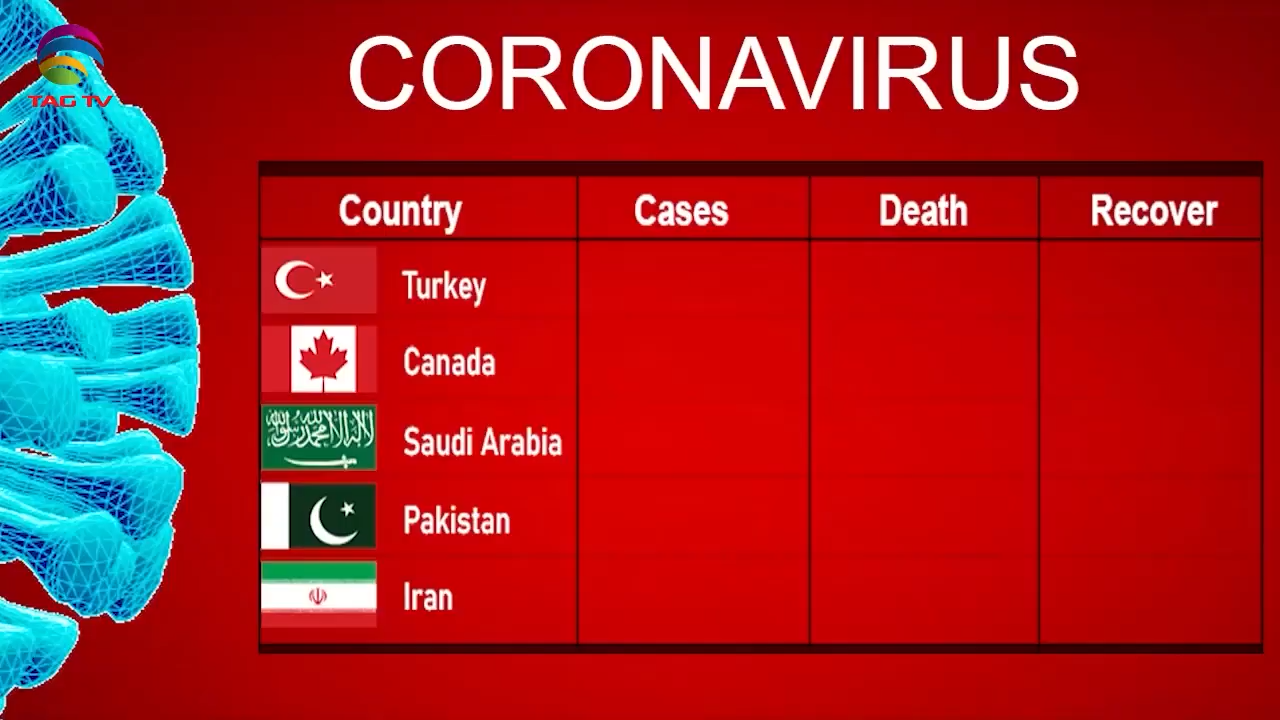 TAG TV
CORONAVIRUS
Country Cases Death Recover
Turkey
Canada
Saudi Arabia
Pakistan
Iran